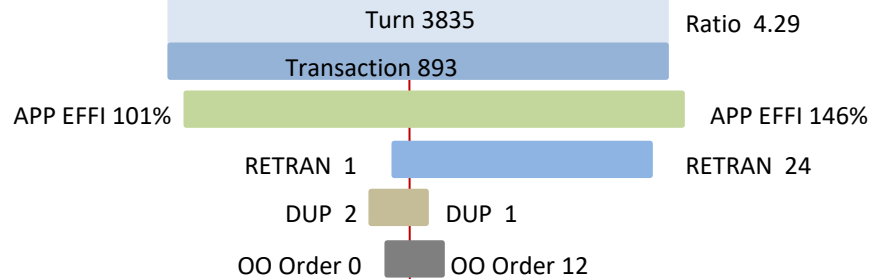 Turn 3835 Ratio 4.29
Transaction 893
APP EFFI 101% APP EFFI 146%
RETRAN 1 RETRAN 24
DUP 2 DUP 1
OO Order 0 OO Order 12